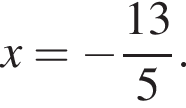 x = −13/5.